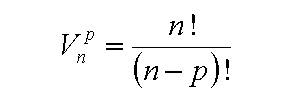 V_n^p = n! / (n − p)!